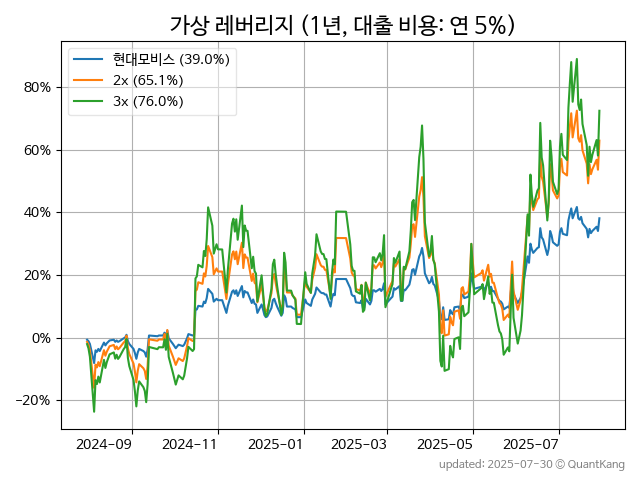 가상 레버리지 (1년, 대출 비용: 연 5%)
현대모비스 (39.0%)
2x (65.1%)
3x (76.0%)
80%
60%
40%
20%
0%
−20%
2024-09 2024-11 2025-01 2025-03 2025-05 2025-07
updated: 2025-07-30 © QuantKang